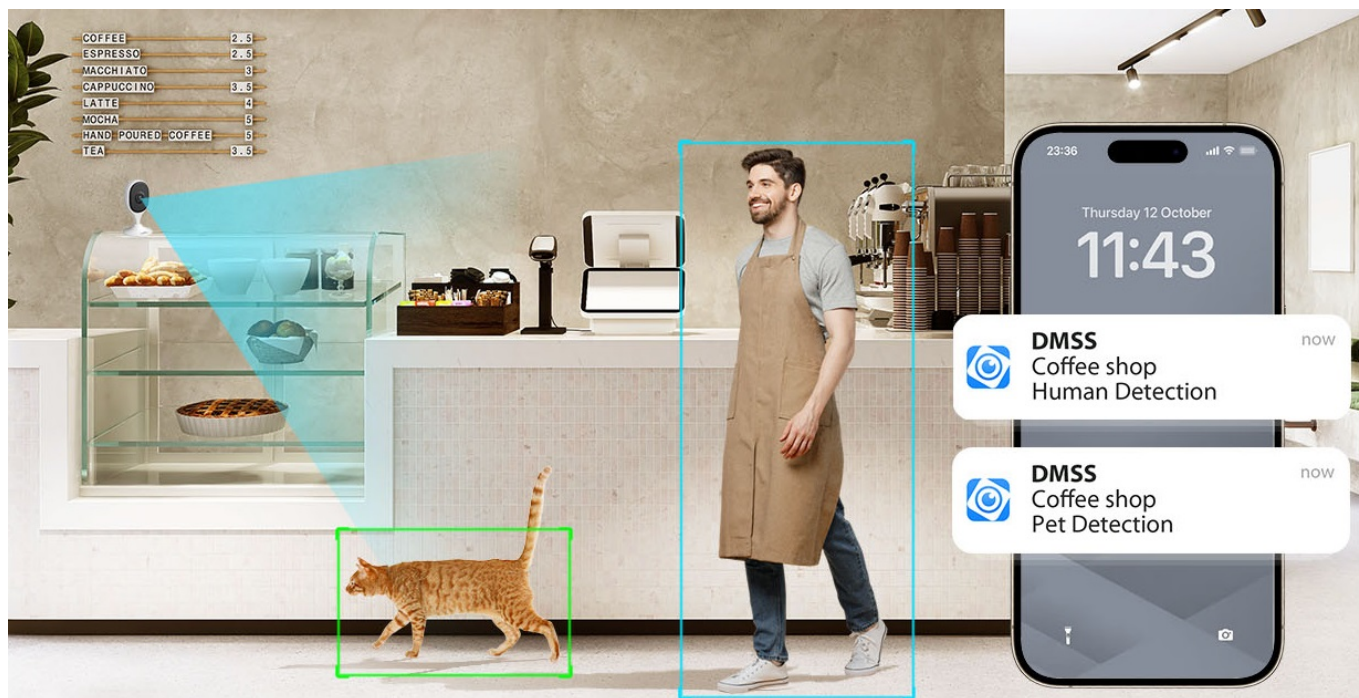 COFFEE 2.5
ESPRESSO 2.5
MACCHIATO 3
CAPPUCCINO 3.5
LATTE 4
MOCHA 5
HAND POURED COFFEE 5
TEA 3.5
23:36
Thursday 12 October
11:43
DMSS now
Coffee shop
Human Detection
DMSS now
Coffee shop
Pet Detection